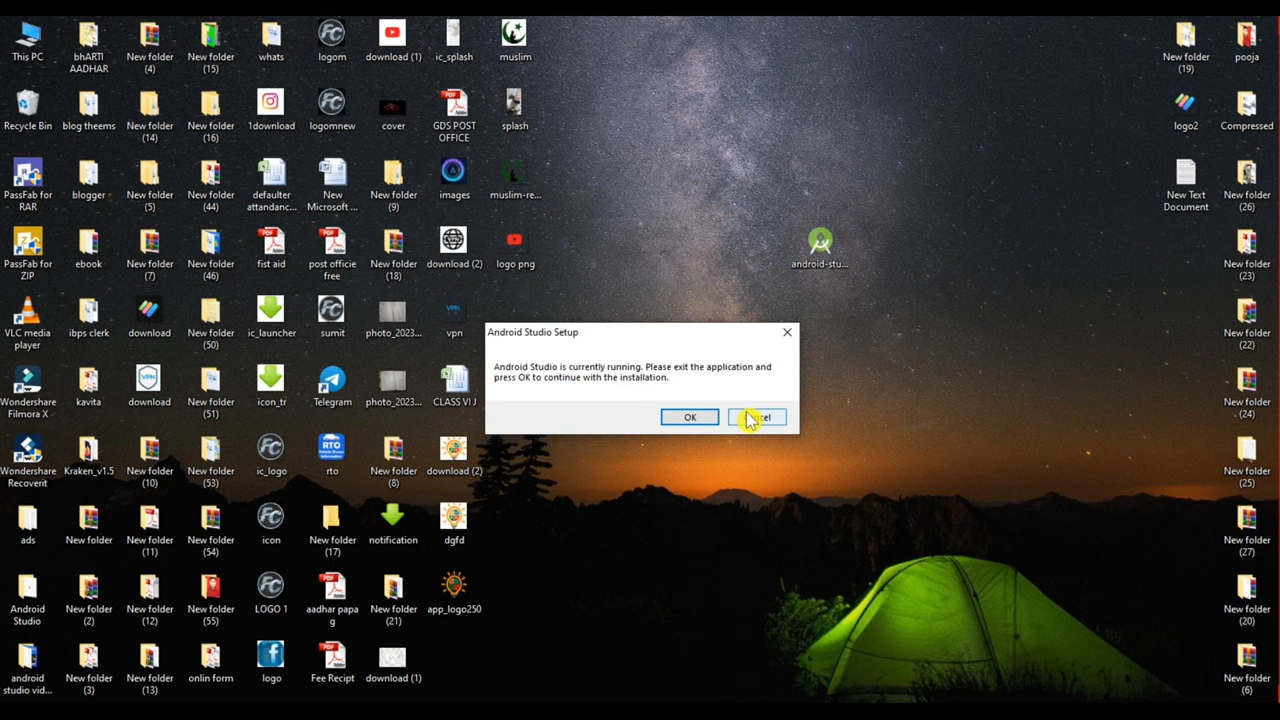 This PC
bhARTI
AADHAR
New folder
(4)
New folder
(15)
whats
logom
download (1)
ic_splash
muslim
New folder
(19)
pooja
Recycle Bin
blog theems
New folder
(14)
New folder
(16)
1download
logomnew
cover
GDS POST
OFFICE
splash
logo2
Compressed
PassFab for
RAR
blogger
New folder
(5)
New folder
(44)
defaulter
attandanc...
New
Microsoft ...
New folder
(9)
images
muslim-re...
New Text
Document
New folder
(26)
PassFab for
ZIP
ebook
New folder
(7)
New folder
(46)
fist aid
post officie
free
New folder
(18)
download (2)
logo png
android-stu...
New folder
(23)
VLC media
player
ibps clerk
download
New folder
(50)
ic_launcher
sumit
photo_2023...
vpn
New folder
(22)
Android Studio Setup
Android Studio is currently running. Please exit the application and
press OK to continue with the installation.
OK
Wondershare
Filmora X
kavita
download
New folder
(51)
icon_tr
Telegram
photo_2023...
CLASS VI J
New folder
(24)
Wondershare
Recoverit
Kraken_v1.5
New folder
(10)
New folder
(53)
ic_logo
rto
New folder
(8)
download (2)
New folder
(25)
ads
New folder
New folder
(11)
New folder
(54)
icon
New folder
(17)
notification
dgfd
New folder
(27)
Android
Studio
New folder
(2)
New folder
(12)
New folder
(55)
LOGO 1
aadhar papa
g
New folder
(21)
app_logo250
New folder
(20)
android
studio vid...
New folder
(3)
New folder
(13)
onlin form
logo
Fee Recipt
download (1)
New folder
(6)